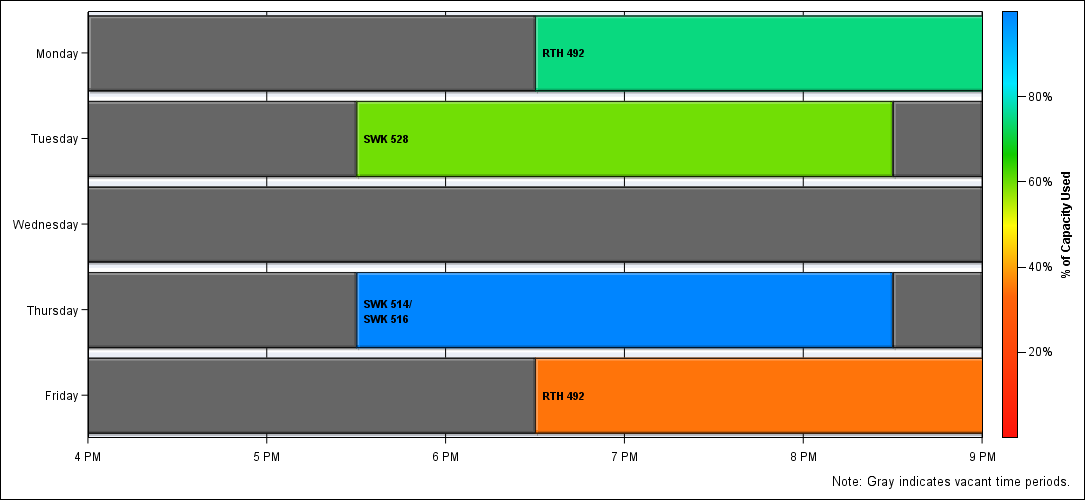 Monday
RTH 492
Tuesday
SWK 528
Wednesday
Thursday
SWK 514/
SWK 516
Friday
RTH 492
4 PM 5 PM 6 PM 7 PM 8 PM 9 PM
80%
60%
40%
20%
% of Capacity Used
Note: Gray indicates vacant time periods.